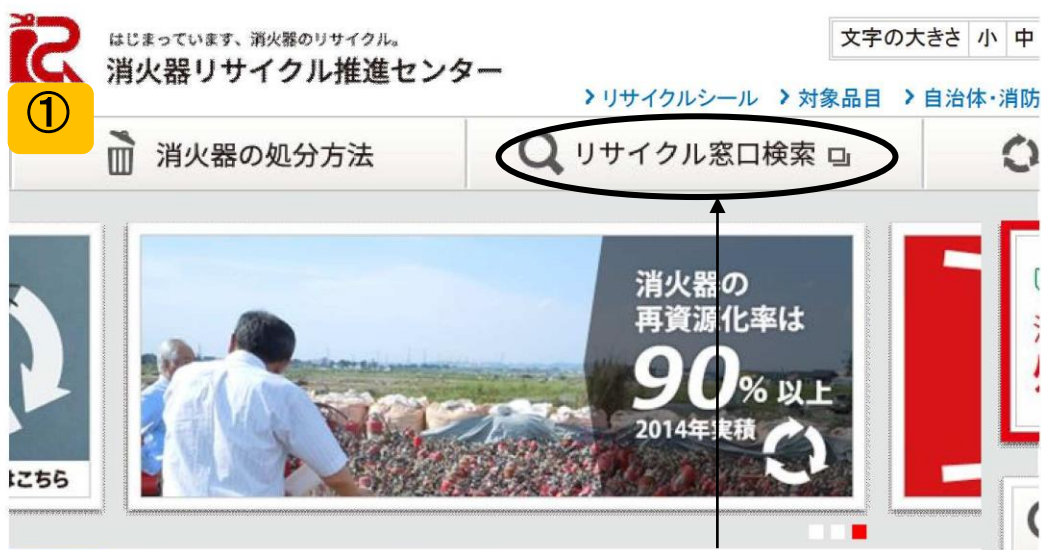 はじまっています、消火器のリサイクル。
消火器リサイクル推進センター
文字の大きさ 小 中
リサイクルシール 対象品目 自治体・消防
①
消火器の処分方法 リサイクル窓口検索
消火器の
再資源化率は
90%以上
2014年実積
はこちら